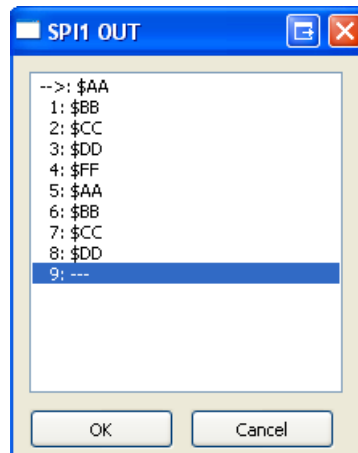 SPI1 OUT
-->: $AA
1: $BB
2: $CC
3: $DD
4: $FF
5: $AA
6: $BB
7: $CC
8: $DD
9: ---
OK Cancel